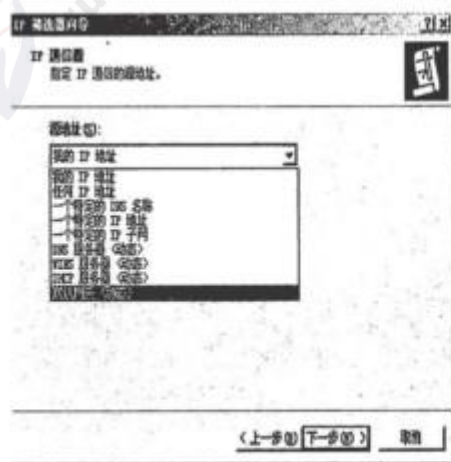 IP 筛选器向导
IP 通信源
指定 IP 通信的源地址。
源地址(S):
我的 IP 地址
我的 IP 地址
任何 IP 地址
一个特定的 DNS 名称
一个特定的 IP 地址
一个特定的 IP 子网
DNS 服务器 <动态>
WINS 服务器 <动态>
DHCP 服务器 <动态>
<上一步(B) 下一步(N)> 取消